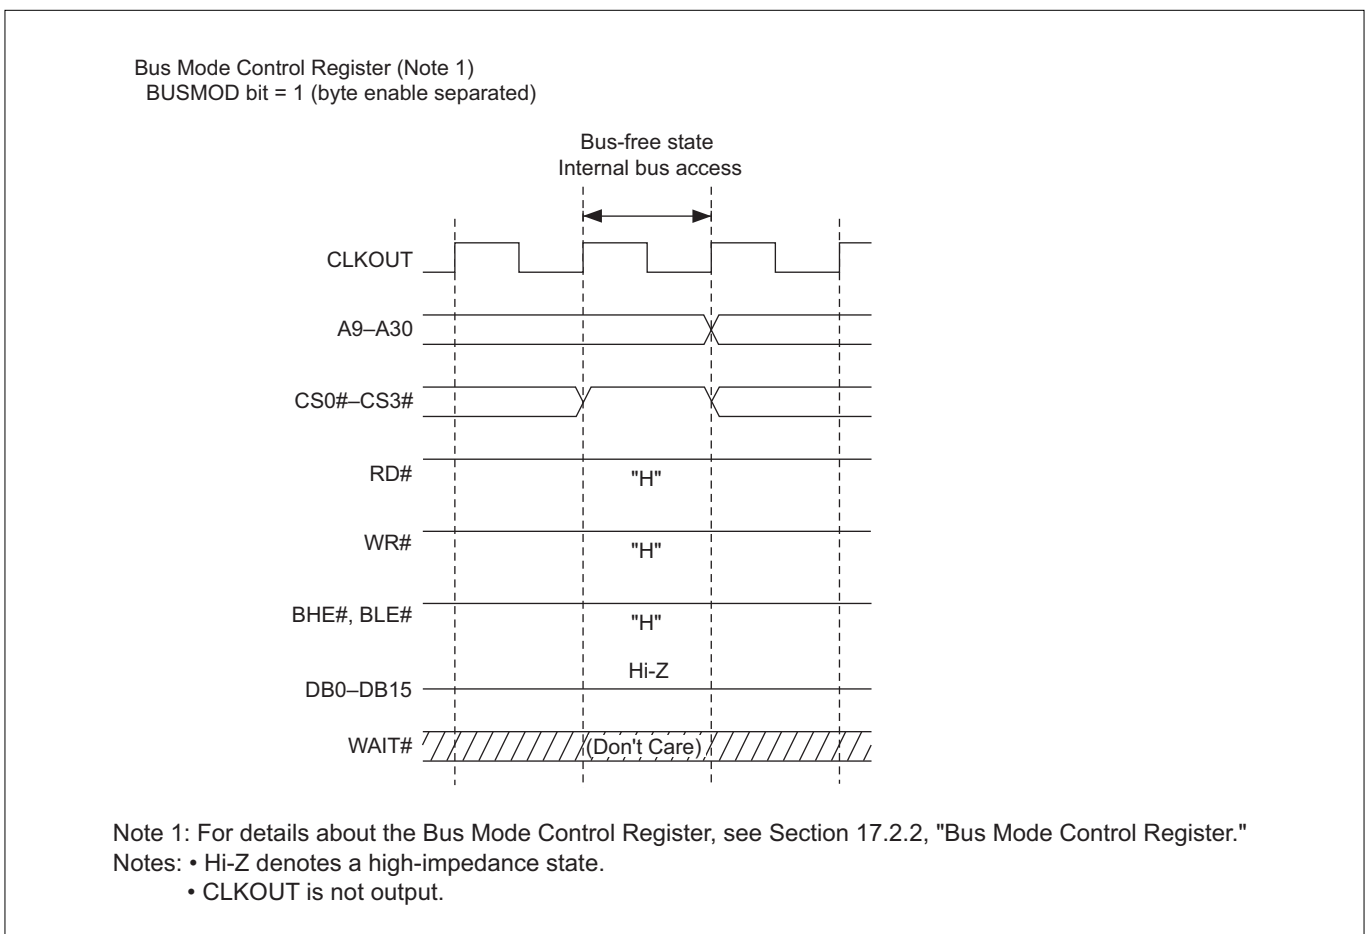 Bus Mode Control Register (Note 1)
BUSMOD bit = 1 (byte enable separated)
Bus-free state
Internal bus access
CLKOUT
A9–A30
CS0#–CS3#
RD#
"H"
WR#
"H"
BHE#, BLE#
"H"
Hi-Z
DB0–DB15
WAIT#
(Don't Care)
Note 1: For details about the Bus Mode Control Register, see Section 17.2.2, "Bus Mode Control Register."
Notes: • Hi-Z denotes a high-impedance state.
• CLKOUT is not output.